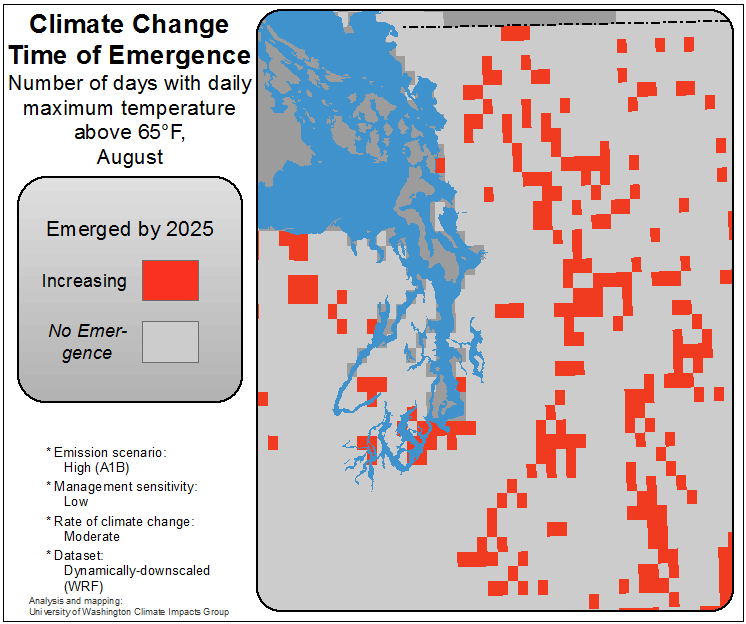 Climate Change
Time of Emergence
Number of days with daily
maximum temperature
above 65°F,
August
Emerged by 2025
Increasing
No Emer-
gence
* Emission scenario:
High (A1B)
* Management sensitivity:
Low
* Rate of climate change:
Moderate
* Dataset:
Dynamically-downscaled
(WRF)
Analysis and mapping:
University of Washington Climate Impacts Group